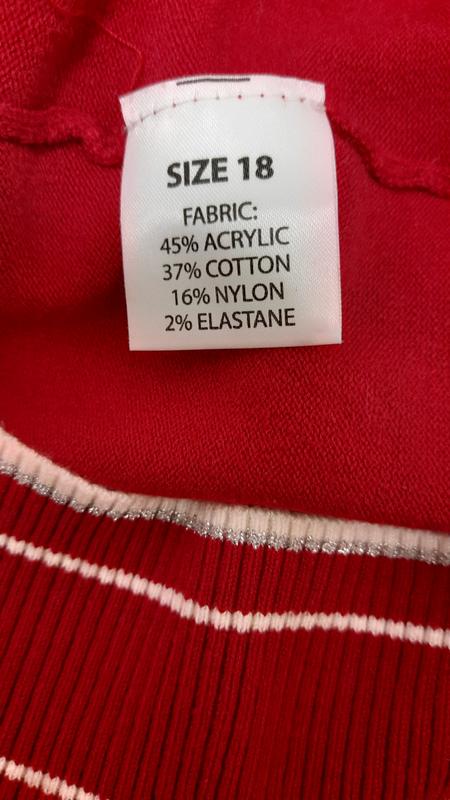 SIZE 18
FABRIC:
45% ACRYLIC
37% COTTON
16% NYLON
2% ELASTANE